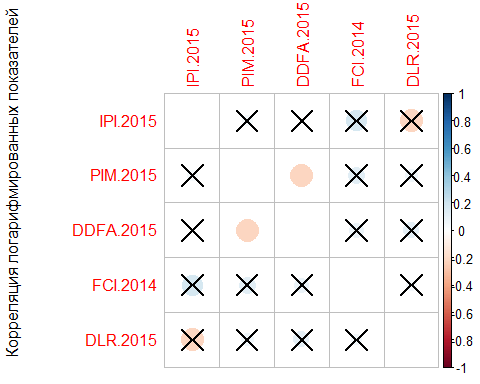 Корреляция логарифмированных показателей
IPI.2015
PIM.2015
DDFA.2015
FCI.2014
DLR.2015
IPI.2015
PIM.2015
DDFA.2015
FCI.2014
DLR.2015
1
0.8
0.6
0.4
0.2
0
-0.2
-0.4
-0.6
-0.8
-1